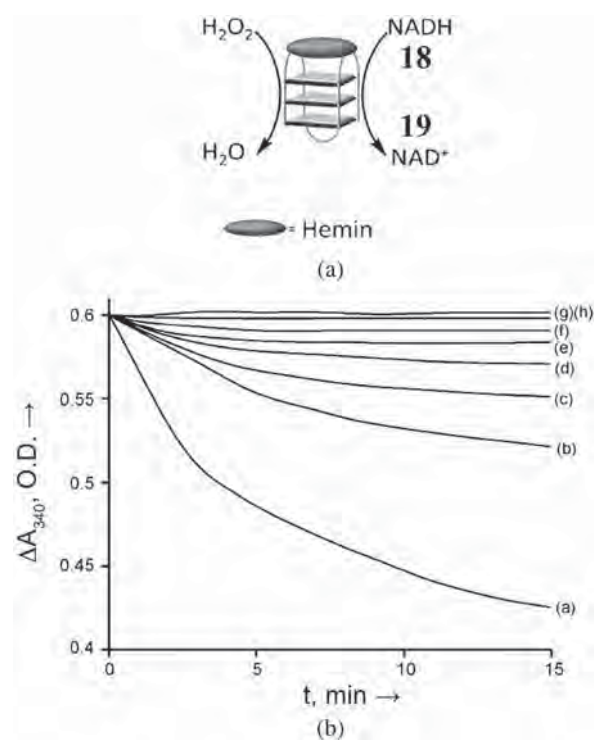 H₂O₂ NADH
18
19
H₂O NAD⁺
= Hemin
(a)
0.6
(g)(h)
(f)
(e)
0.55
(d)
(c)
(b)
0.5
0.45
(a)
0.4
0 5 10 15
ΔA₃₄₀, O.D. →
t, min →
(b)